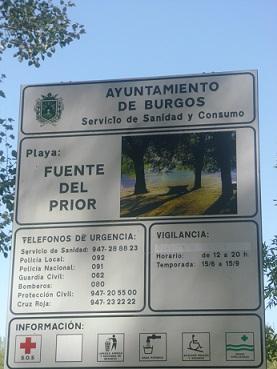 AYUNTAMIENTO
DE BURGOS
Servicio de Sanidad y Consumo
Playa:
FUENTE
DEL
PRIOR
TELEFONOS DE URGENCIA:
Servicio de Sanidad: 947-28 88 23
Policía Local: 092
Policía Nacional: 091
Guardia Civil: 062
Bomberos: 080
Protección Civil: 947-20 55 00
Cruz Roja: 947-23 22 22
VIGILANCIA:
Horario: de 12 a 20 h
Temporada: 15/6 a 15/9
INFORMACIÓN:
S.O.S